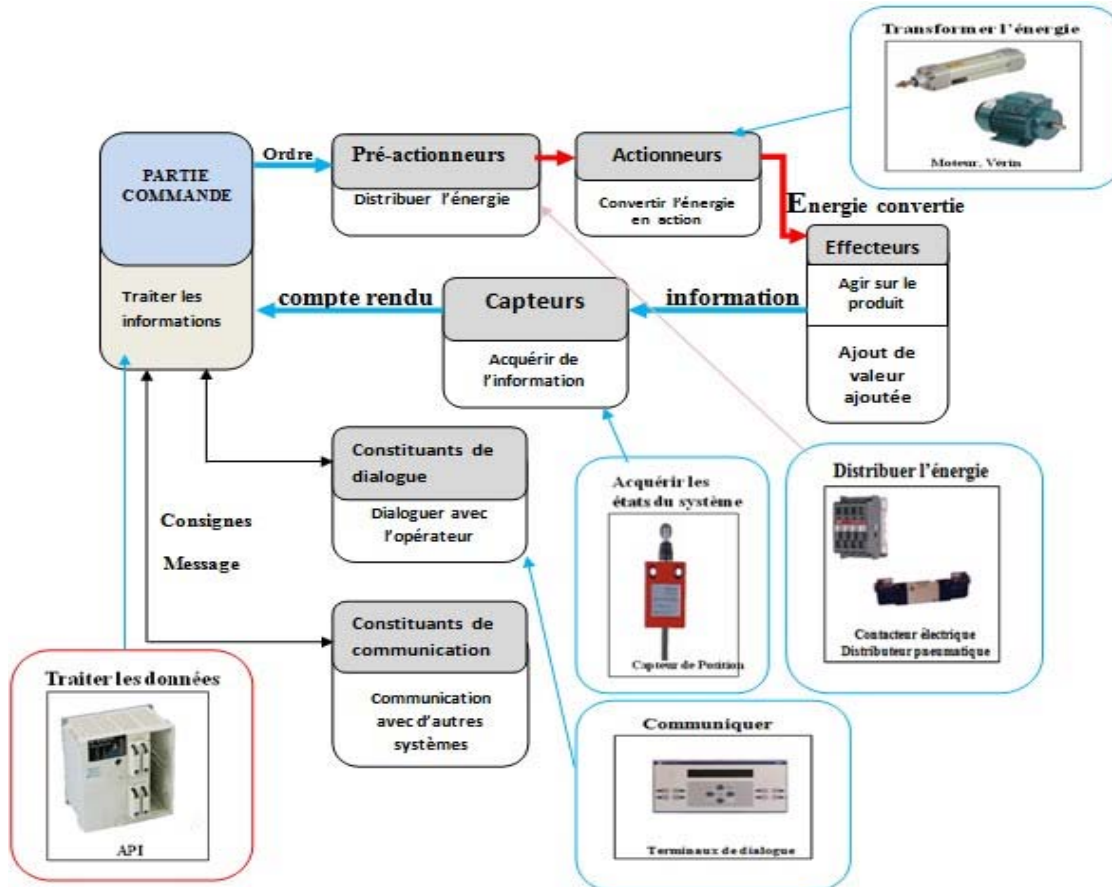 Transformer l'énergie
Moteur, Vérin
PARTIE
COMMANDE
Traiter les
informations
Ordre
Pré-actionneurs
Distribuer l'énergie
Actionneurs
Convertir l'énergie
en action
Energie convertie
Effecteurs
Agir sur le
produit
Ajout de
valeur
ajoutée
information
Capteurs
Acquérir de
l'information
compte rendu
Constituants de
dialogue
Dialoguer avec
l'opérateur
Consignes
Message
Constituants de
communication
Communication
avec d'autres
systèmes
Acquérir les
états du système
Capteur de Position
Distribuer l'énergie
Contacteur électrique
Distributeur pneumatique
Traiter les données
API
Communiquer
Terminaux de dialogue